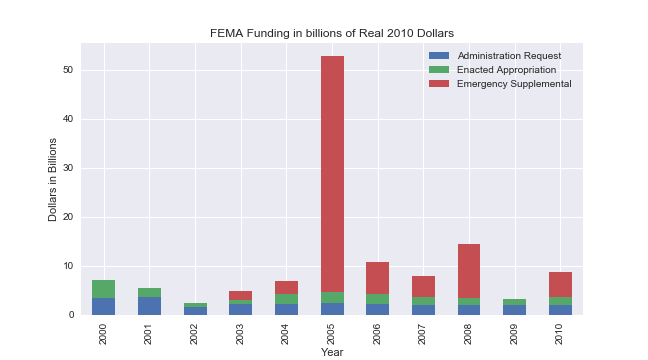 FEMA Funding in billions of Real 2010 Dollars
Administration Request
Enacted Appropriation
Emergency Supplemental
Dollars in Billions
50
40
30
20
10
0
2000
2001
2002
2003
2004
2005
2006
2007
2008
2009
2010
Year